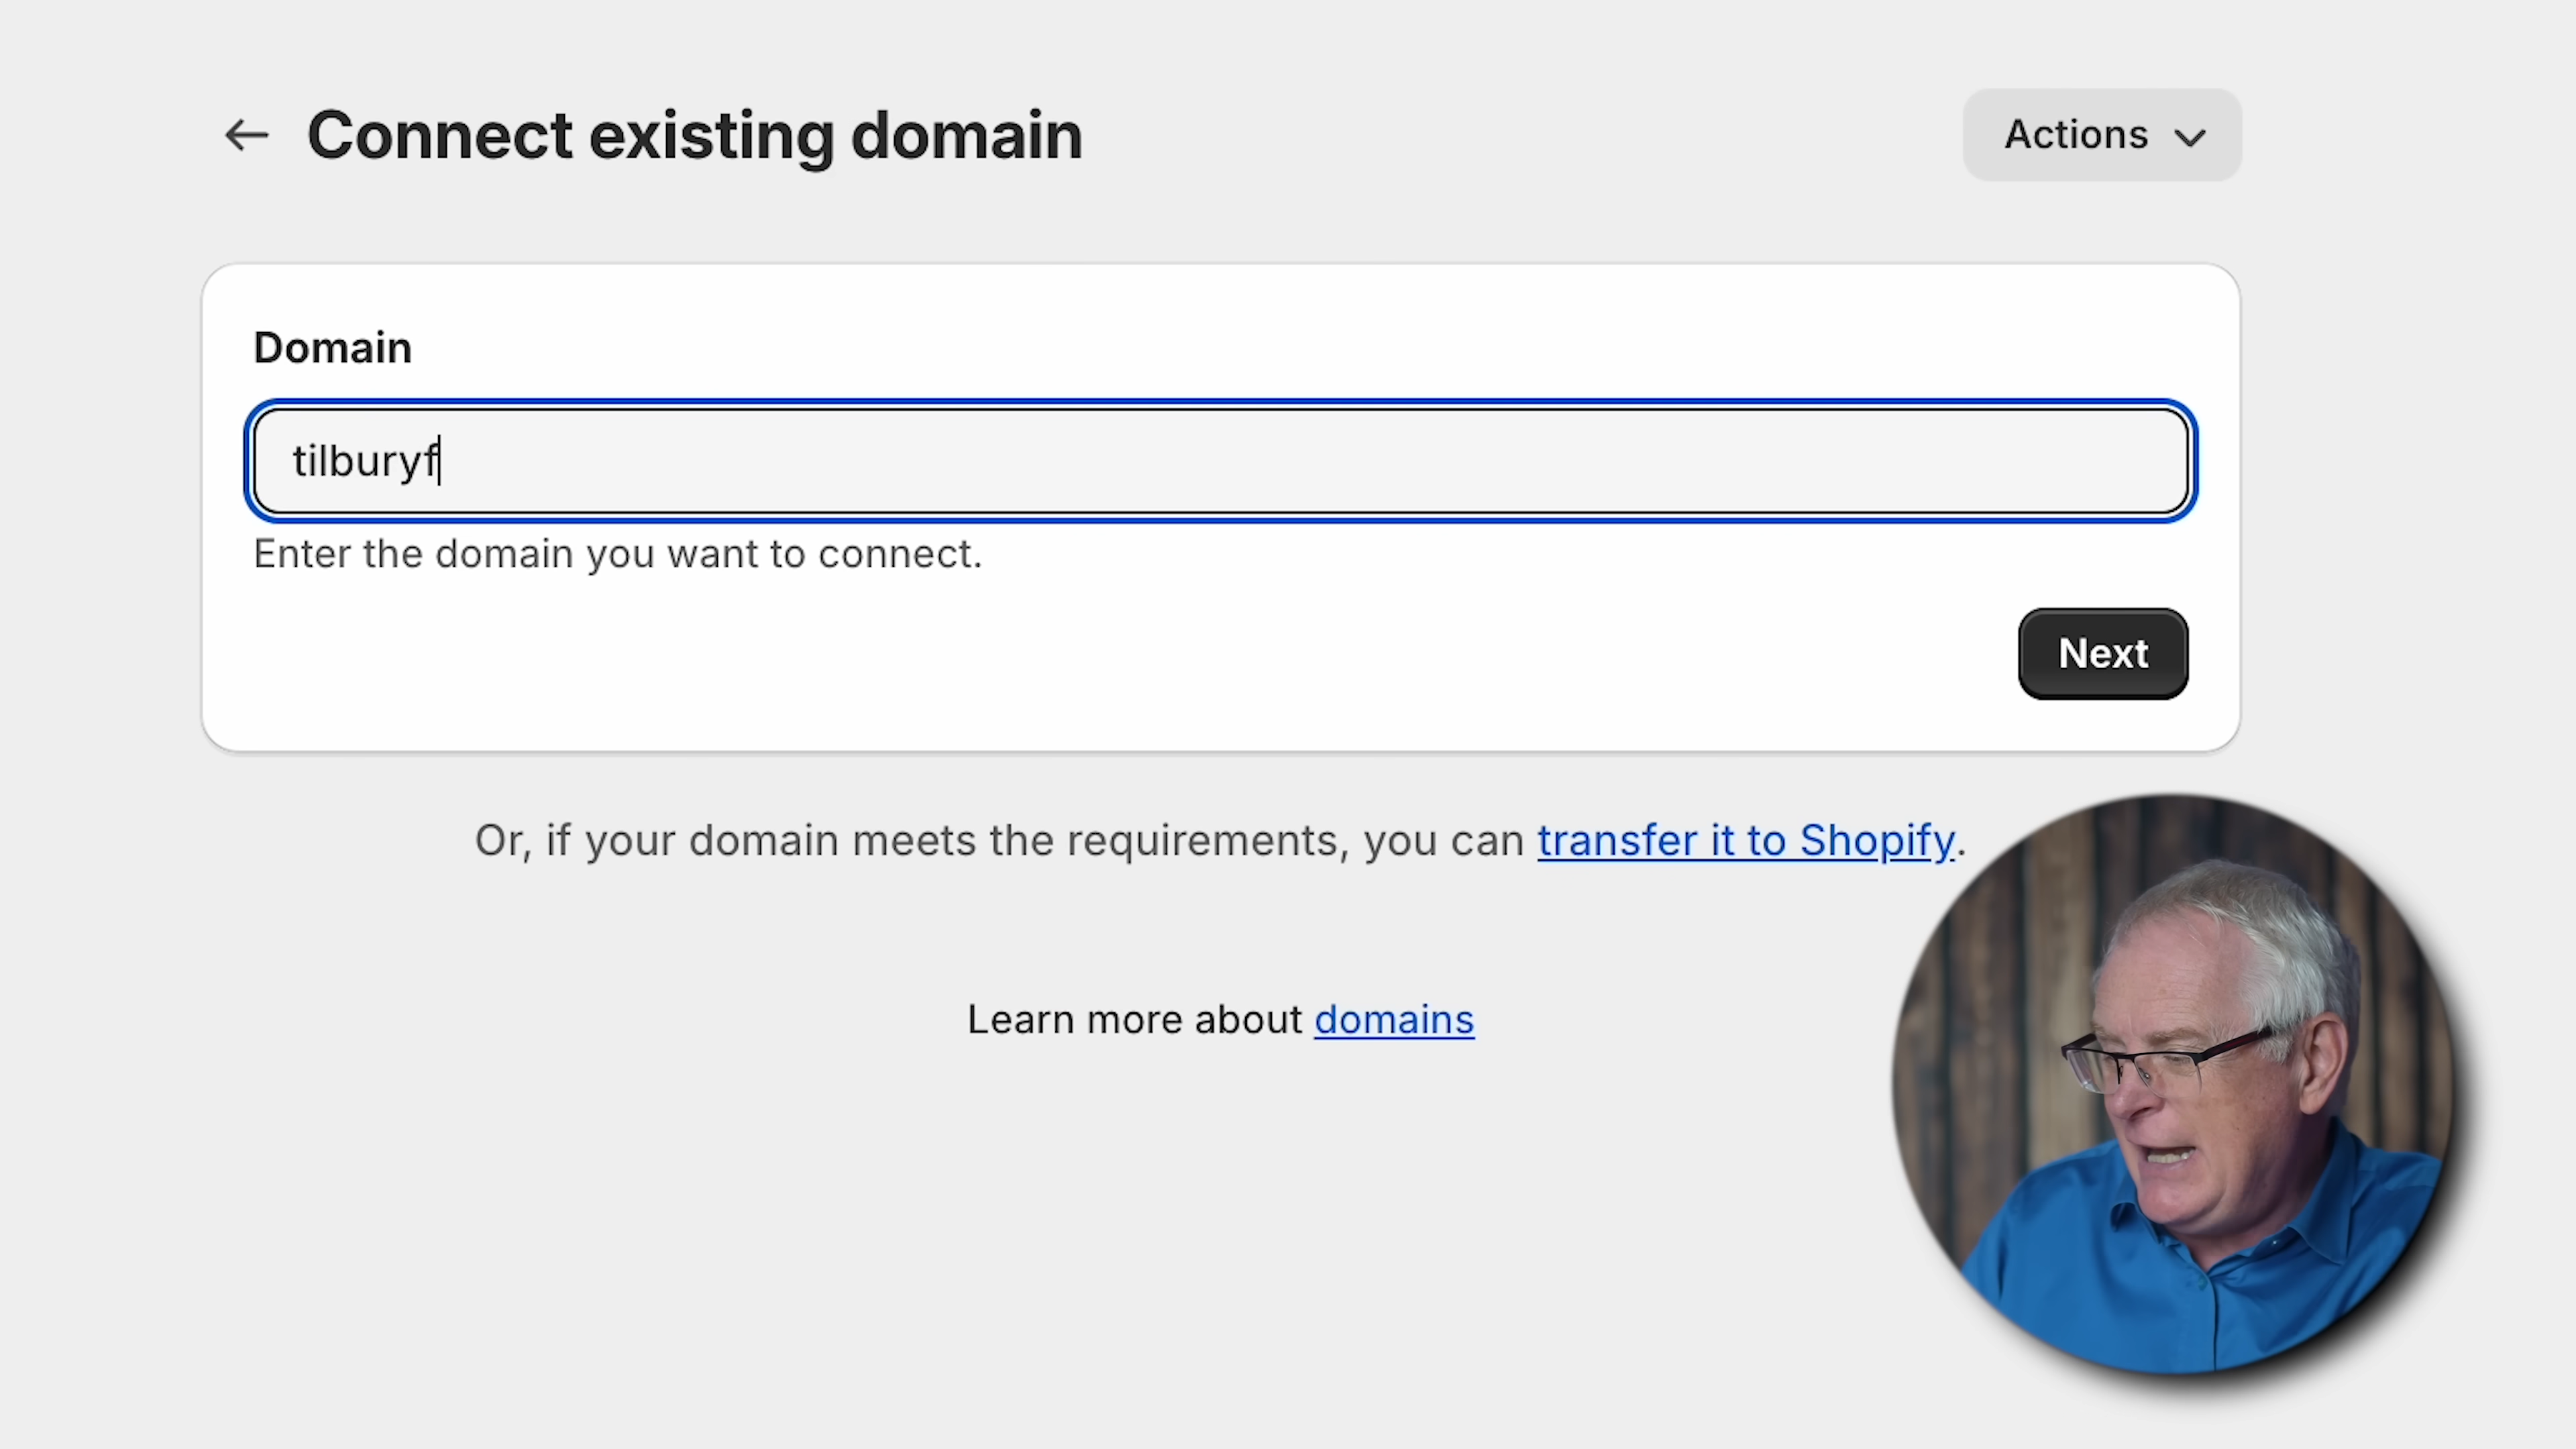 Connect existing domain
Actions
Domain
tilburyf
Enter the domain you want to connect.
Next
Or, if your domain meets the requirements, you can transfer it to Shopify.
Learn more about domains